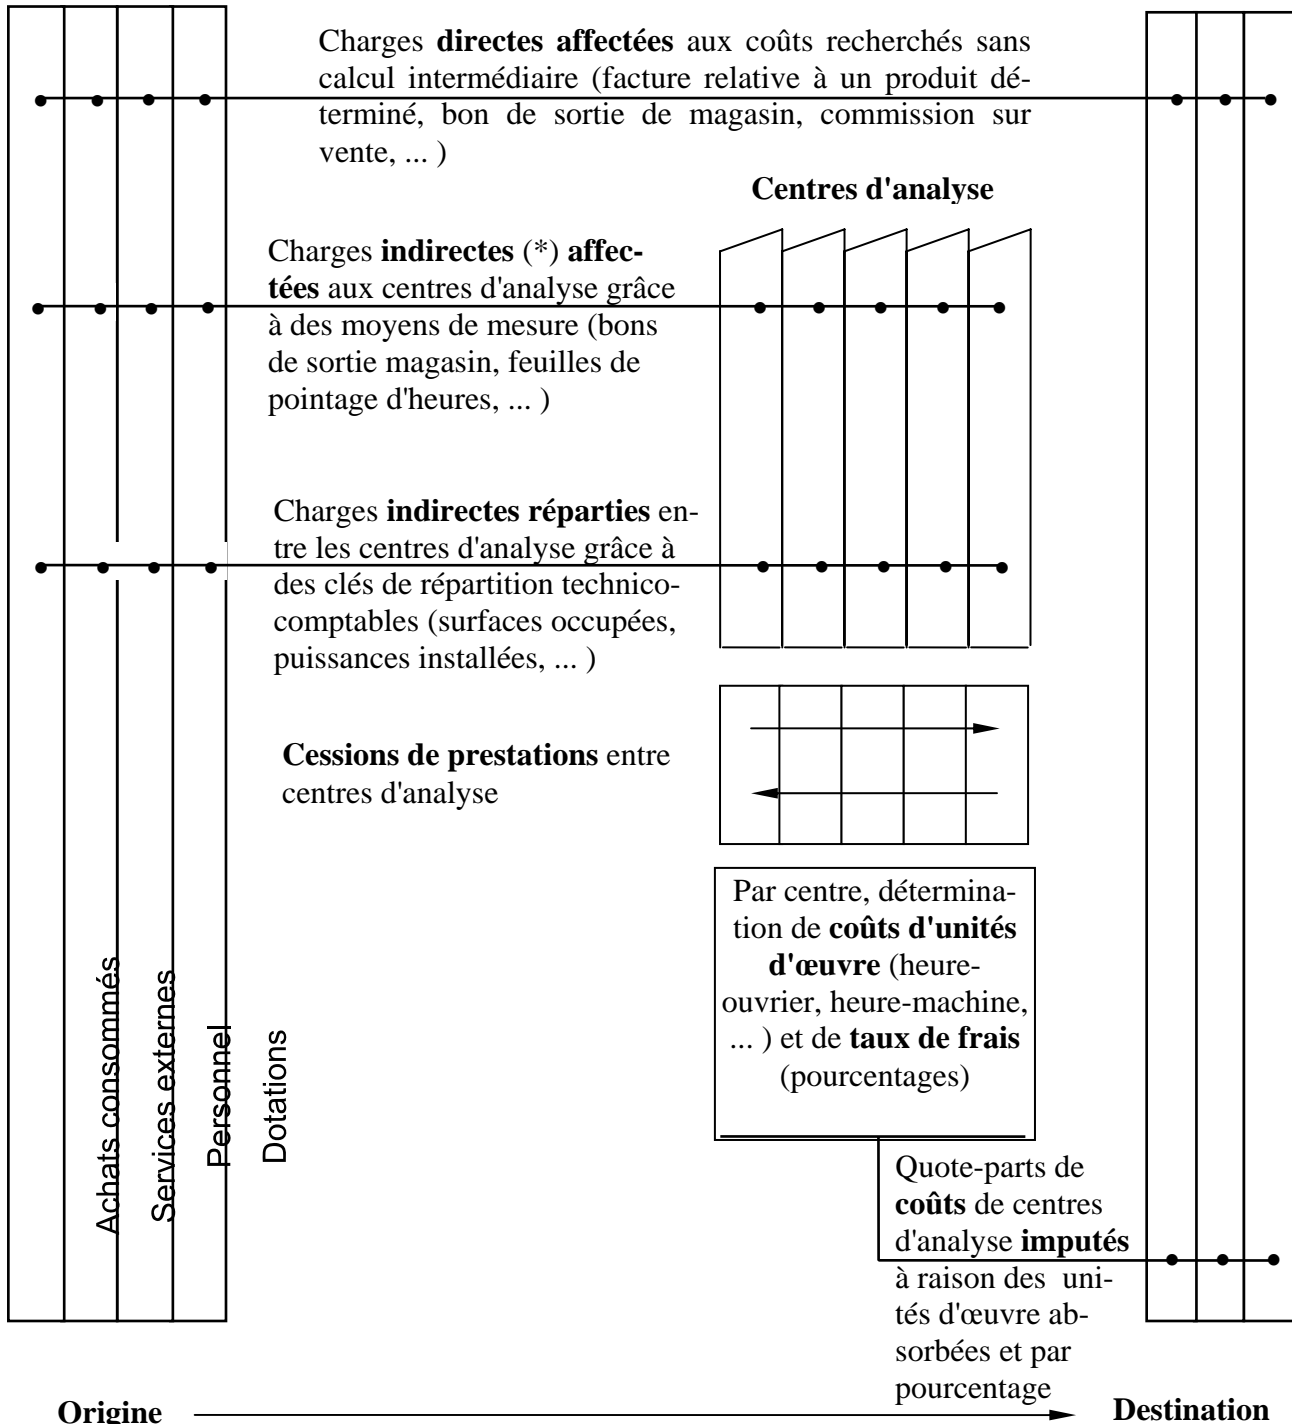 Charges directes affectées aux coûts recherchés sans
calcul intermédiaire (facture relative à un produit dé-
terminé, bon de sortie de magasin, commission sur
vente, ... )
Centres d'analyse
Charges indirectes (*) affec-
tées aux centres d'analyse grâce
à des moyens de mesure (bons
de sortie magasin, feuilles de
pointage d'heures, ... )
Charges indirectes réparties en-
tre les centres d'analyse grâce à
des clés de répartition technico-
comptables (surfaces occupées,
puissances installées, ... )
Cessions de prestations entre
centres d'analyse
Par centre, détermina-
tion de coûts d'unités
d'œuvre (heure-
ouvrier, heure-machine,
... ) et de taux de frais
(pourcentages)
Achats consommés
Services externes
Personnel
Dotations
Quote-parts de
coûts de centres
d'analyse imputés
à raison des uni-
tés d'œuvre ab-
sorbées et par
pourcentage
Origine
Destination